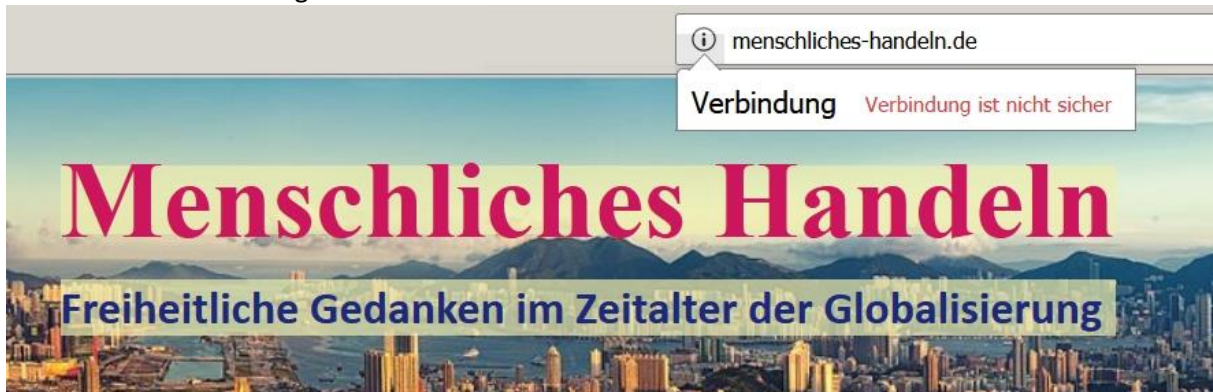 menschliches-handeln.de
Verbindung Verbindung ist nicht sicher
Menschliches Handeln
Freiheitliche Gedanken im Zeitalter der Globalisierung